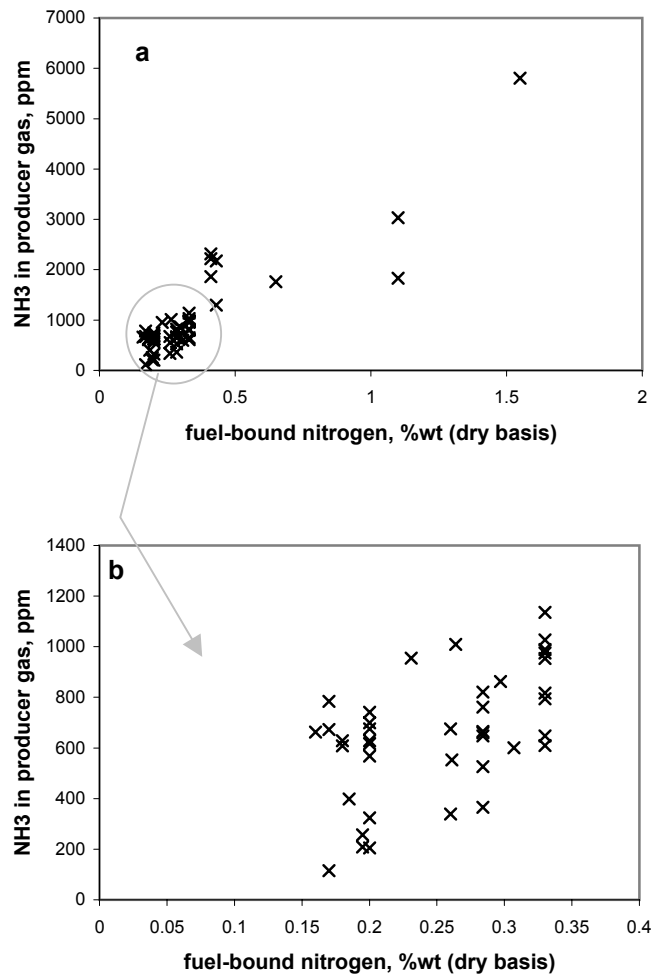 7000
a
6000
5000
4000
3000
2000
1000
0
NH3 in producer gas, ppm
0 0.5 1 1.5 2
fuel-bound nitrogen, %wt (dry basis)
1400
b
1200
1000
800
600
400
200
0
NH3 in producer gas, ppm
0 0.05 0.1 0.15 0.2 0.25 0.3 0.35 0.4
fuel-bound nitrogen, %wt (dry basis)